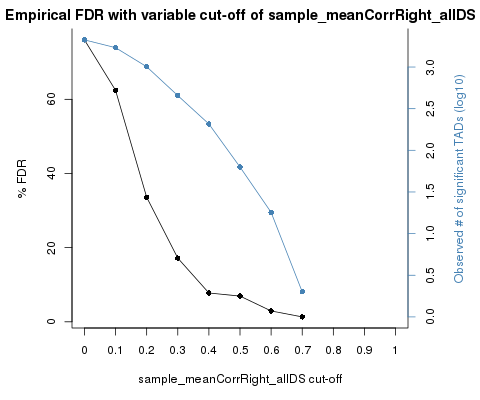 Empirical FDR with variable cut-off of sample_meanCorrRight_allDS
% FDR
0
20
40
60
0 0.1 0.2 0.3 0.4 0.5 0.6 0.7 0.8 0.9 1
sample_meanCorrRight_allDS cut-off
0.0
0.5
1.0
1.5
2.0
2.5
3.0
Observed # of significant TADs (log10)